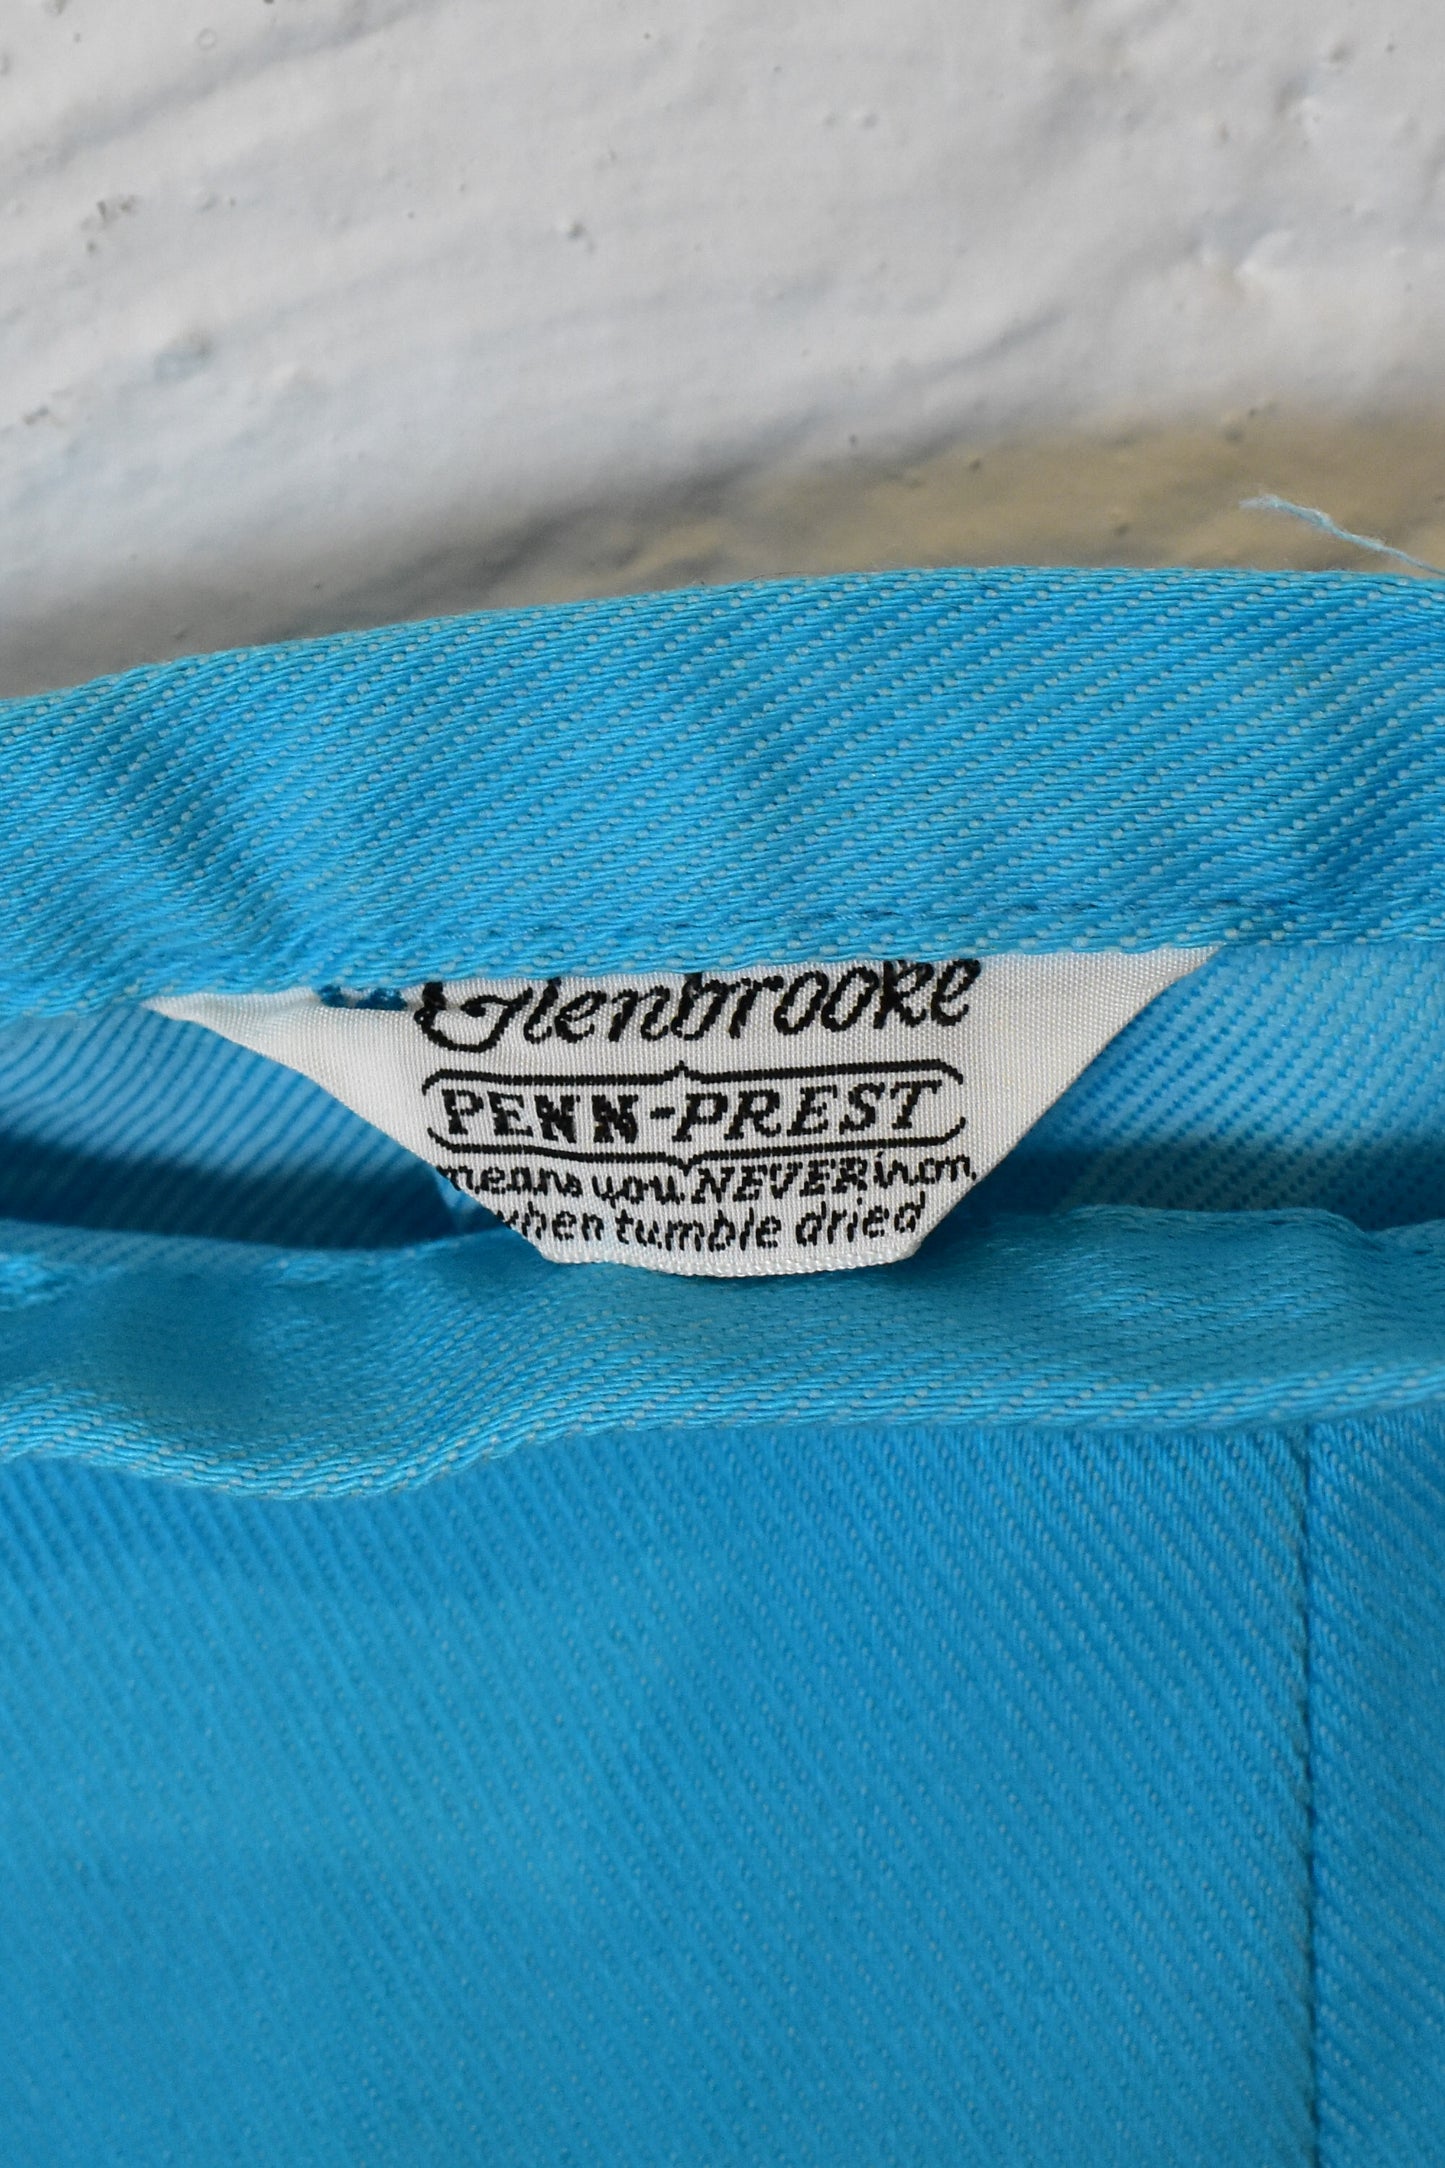 Glenbrooke
PENN-PREST
means you NEVER iron
when tumble dried